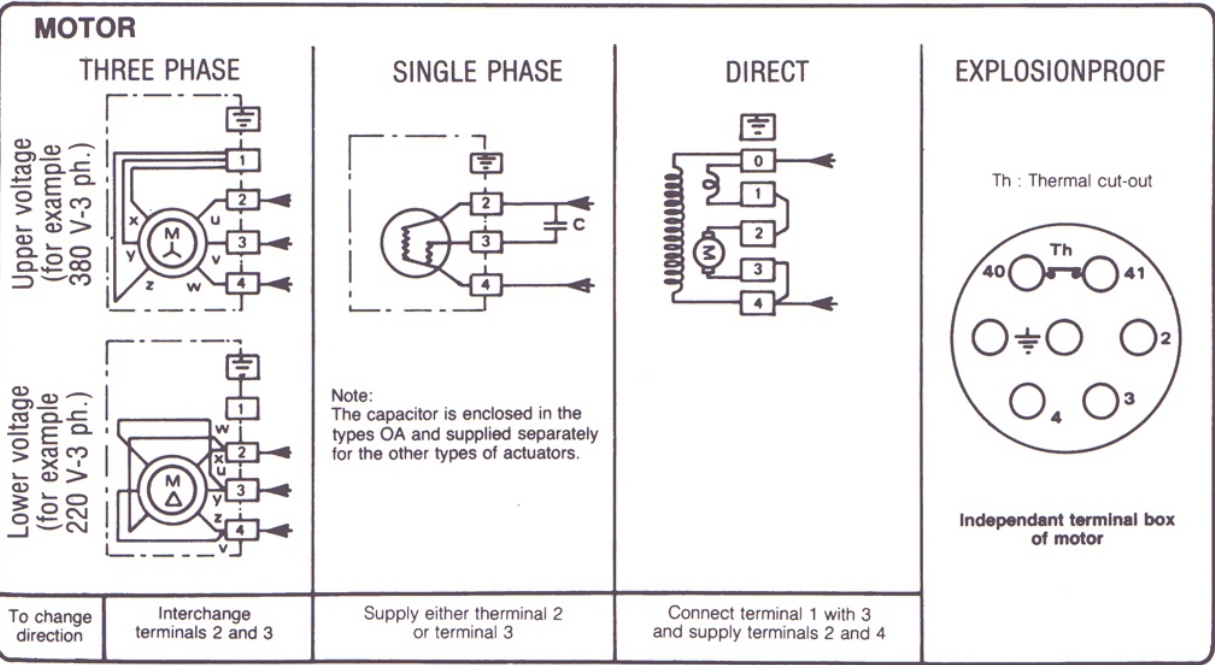 MOTOR
THREE PHASE
Upper voltage
(for example
380 V-3 ph.)
1
2
3
4
x
y
z
u
v
w
M
Lower voltage
(for example
220 V-3 ph.)
1
2
3
4
w
x
u
y
z
v
M
To change
direction
Interchange
terminals 2 and 3
SINGLE PHASE
2
3
4
C
Note:
The capacitor is enclosed in the
types OA and supplied separately
for the other types of actuators.
Supply either therminal 2
or terminal 3
DIRECT
0
1
2
3
4
M
Connect terminal 1 with 3
and supply terminals 2 and 4
EXPLOSIONPROOF
Th : Thermal cut-out
Th
40
41
2
3
4
Independant terminal box
of motor